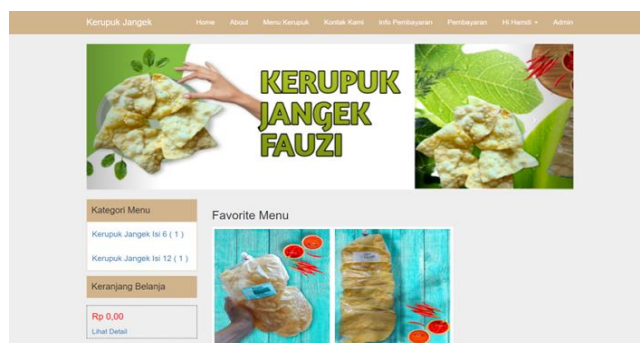 Kerupuk Jangek Home About Menu Kerupuk Kontak Kami Info Pembayaran Pembayaran Hi Hamdi Admin
KERUPUK
JANGEK
FAUZI
Kategori Menu
Kerupuk Jangek Isi 6 ( 1 )
Kerupuk Jangek Isi 12 ( 1 )
Keranjang Belanja
Rp 0,00
Lihat Detail
Favorite Menu